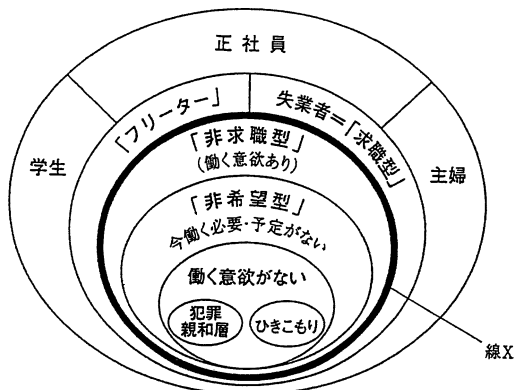 正社員
学生
「フリーター」
失業者＝「求職型」
主婦
「非求職型」
(働く意欲あり)
「非希望型」
今働く必要・予定がない
働く意欲がない
犯罪
親和層
ひきこもり
線X